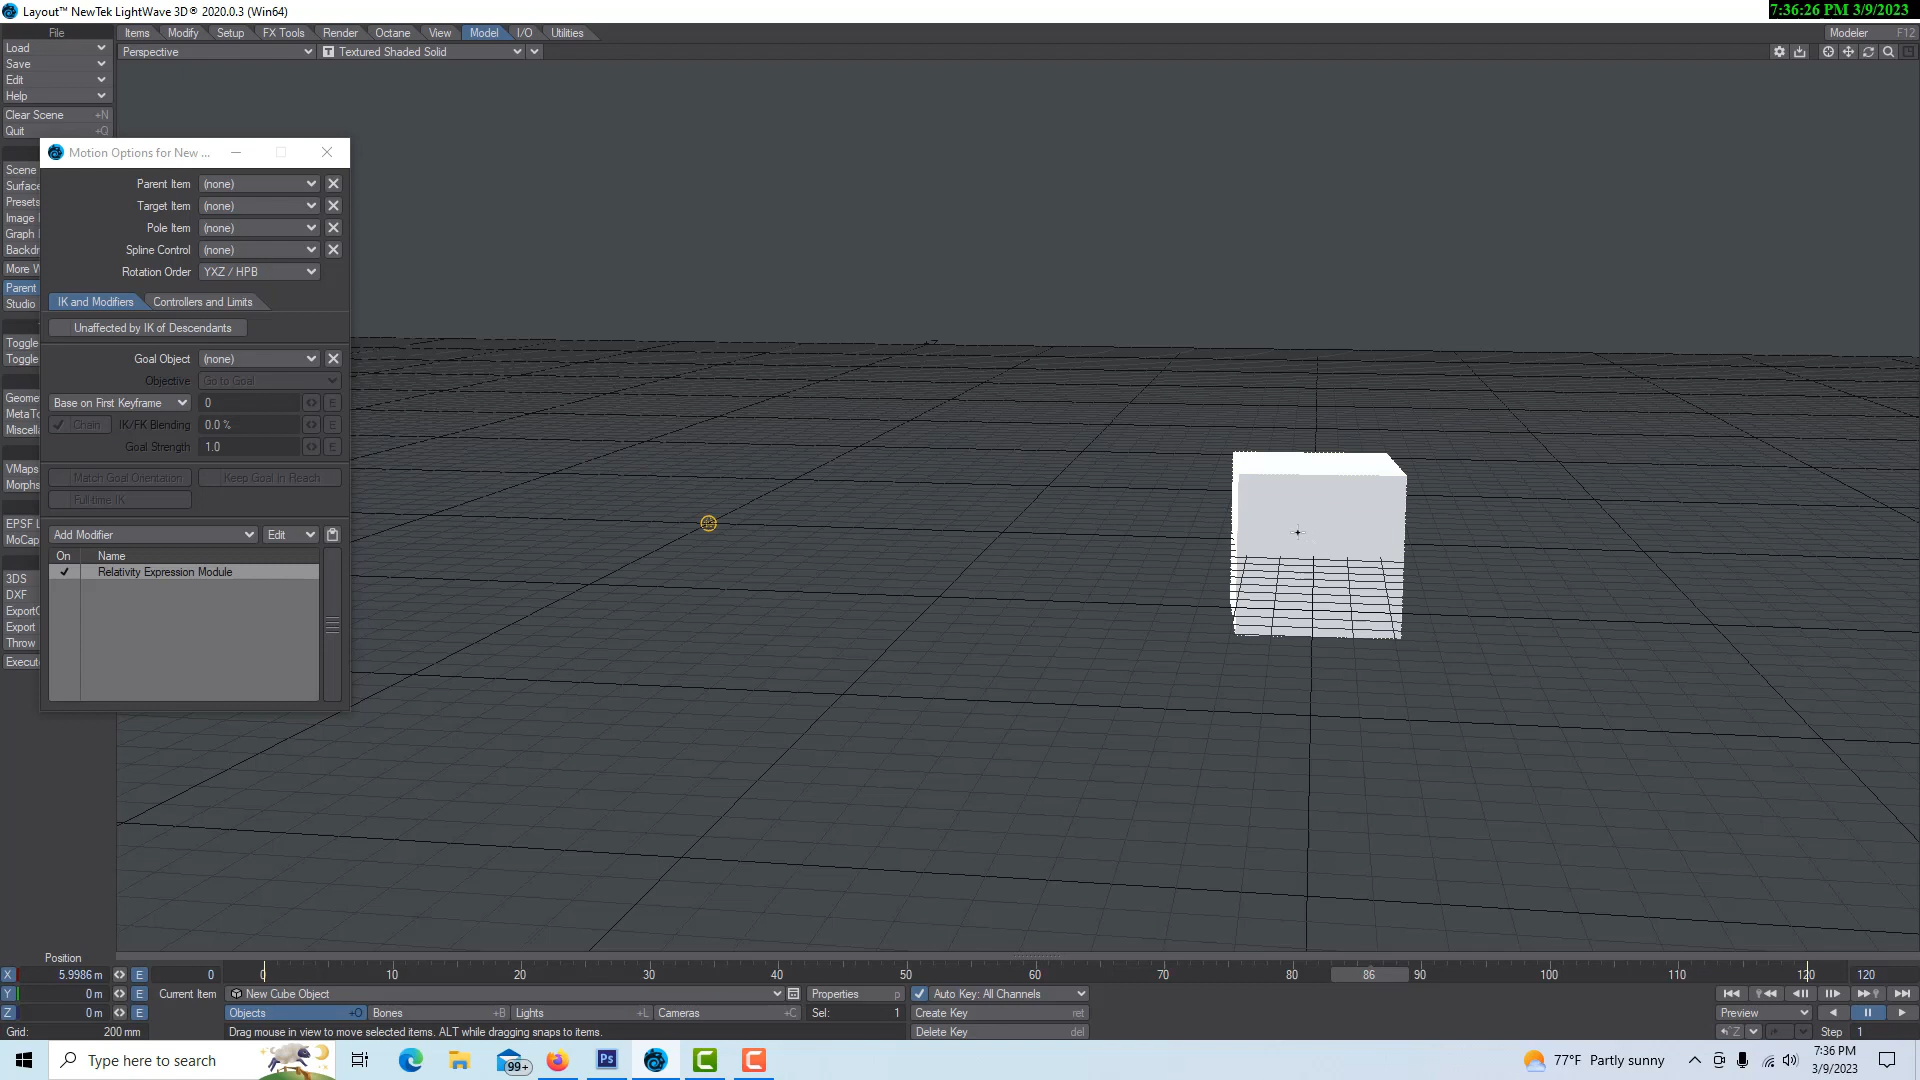 Layout™ NewTek LightWave 3D® 2020.0.3 (Win64)
7:36:26 PM 3/9/2023
File
Items
Modify
Setup
FX Tools
Render
Octane
View
Model
I/O
Utilities
Modeler F12
Load
Save
Edit
Help
Clear Scene +N
Quit +Q
Perspective
T Textured Shaded Solid
Scene
Surface
Presets
Image
Graph
Backdr
More W
Parent
Studio
Toggle
Toggle
Geome
MetaTo
Miscella
VMaps
Morphs
EPSF L
MoCap
3DS
DXF
ExportC
Export
Throw
Execut
Motion Options for New ...
Parent Item (none)
Target Item (none)
Pole Item (none)
Spline Control (none)
Rotation Order YXZ / HPB
IK and Modifiers
Controllers and Limits
Unaffected by IK of Descendants
Goal Object (none)
Objective Go to Goal
Base on First Keyframe 0 E
Chain IK/FK Blending 0.0 % E
Goal Strength 1.0 E
Match Goal Orientation
Keep Goal In Reach
Full-time IK
Add Modifier
Edit
On Name
Relativity Expression Module
Position
X 5.9986 m E
Y 0 m E
Z 0 m E
Grid: 200 mm
0
0 10 20 30 40 50 60 70 80 86 90 100 110 120
120
Current Item New Cube Object
Properties p
Auto Key: All Channels
Objects +O
Bones +B
Lights +L
Cameras +C
Sel: 1
Create Key ret
Drag mouse in view to move selected items. ALT while dragging snaps to items.
Delete Key del
Preview
Step 1
Type here to search
99+
Ps
C
C
77°F Partly sunny
7:36 PM
3/9/2023